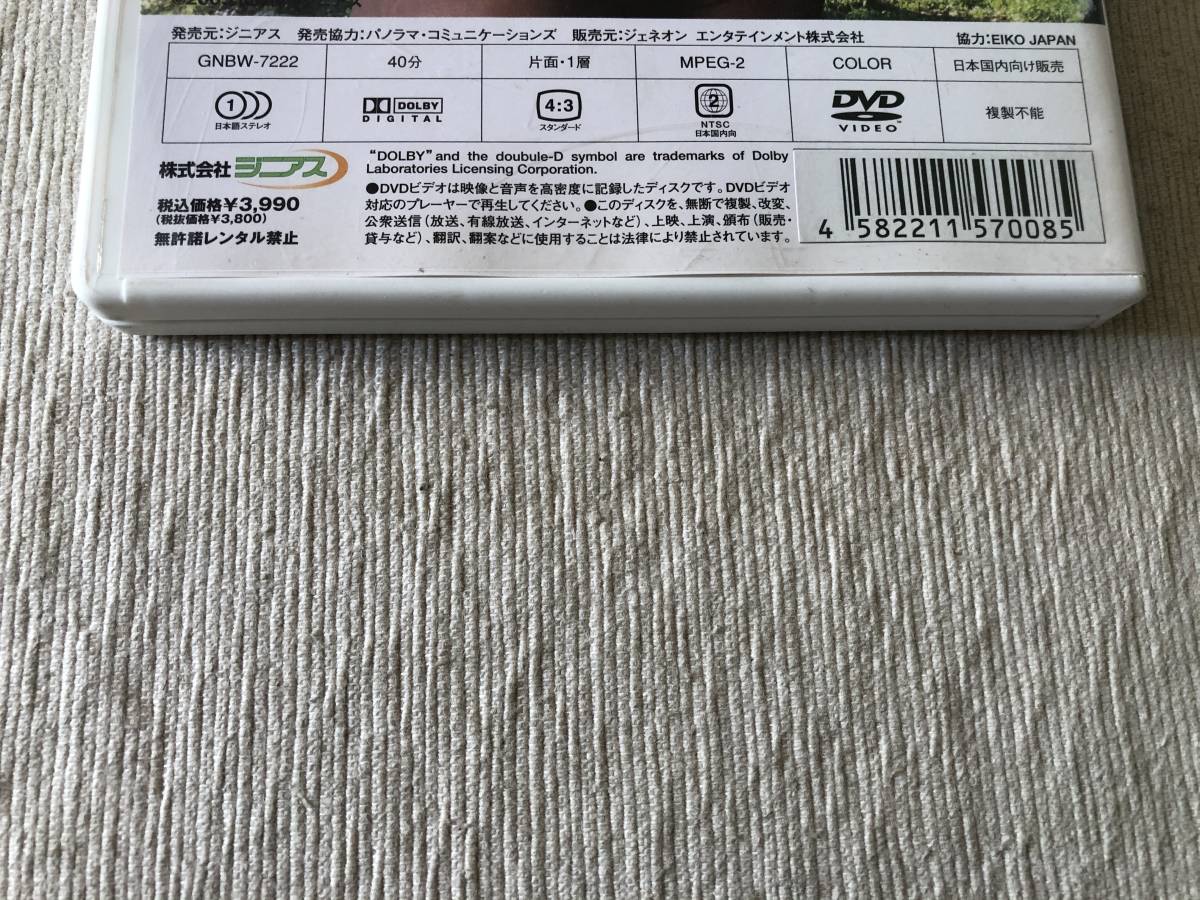 発売元:ジニアス 発売協力:パノラマ・コミュニケーションズ 販売元:ジェネオン エンタテインメント株式会社 協力:EIKO JAPAN
GNBW-7222 40分 片面・1層 MPEG-2 COLOR 日本国内向け販売
1 日本語ステレオ
DOLBY DIGITAL
4:3 スタンダード
2 NTSC 日本国内向
DVD VIDEO
複製不能
株式会社ジニアス
税込価格¥3,990
(税抜価格¥3,800)
無許諾レンタル禁止
"DOLBY" and the doubule-D symbol are trademarks of Dolby
Laboratories Licensing Corporation.
●DVDビデオは映像と音声を高密度に記録したディスクです。DVDビデオ
対応のプレーヤーで再生してください。●このディスクを、無断で複製、改変、
公衆送信(放送、有線放送、インターネットなど)、上映、上演、頒布(販売・
貸与など)、翻訳、翻案などに使用することは法律により禁止されています。
4 582211 570085